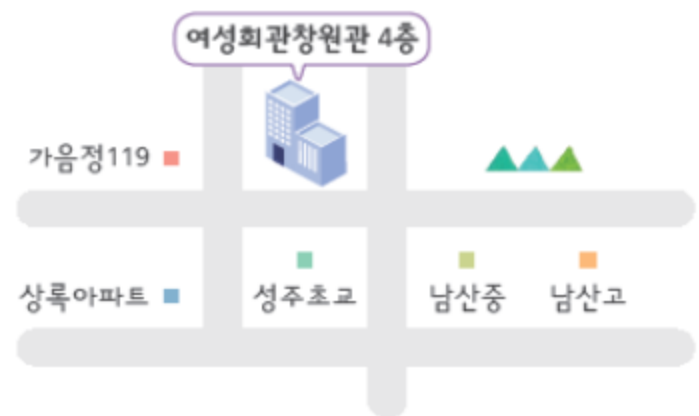 여성회관창원관 4층
가음정119
상록아파트
성주초교
남산중
남산고